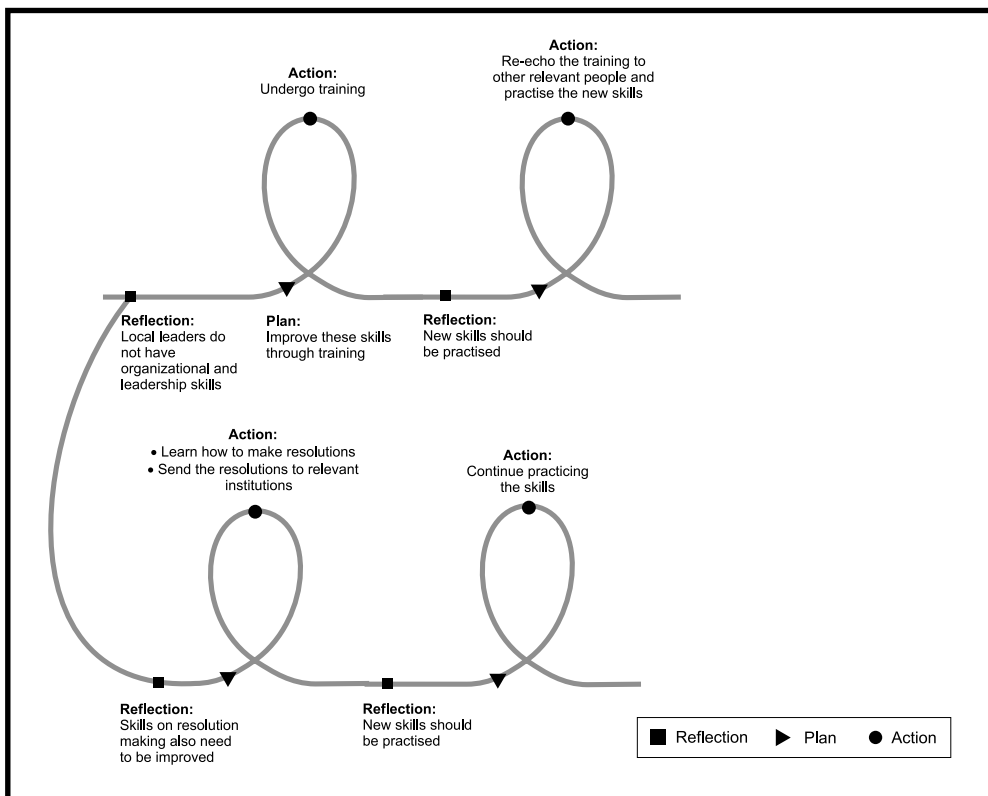 Action:
Undergo training
Action:
Re-echo the training to
other relevant people and
practise the new skills
Reflection:
Local leaders do
not have
organizational and
leadership skills
Plan:
Improve these skills
through training
Reflection:
New skills should
be practised
Action:
• Learn how to make resolutions
• Send the resolutions to relevant
institutions
Action:
Continue practicing
the skills
Reflection:
Skills on resolution
making also need
to be improved
Reflection:
New skills should
be practised
Reflection
Plan
Action